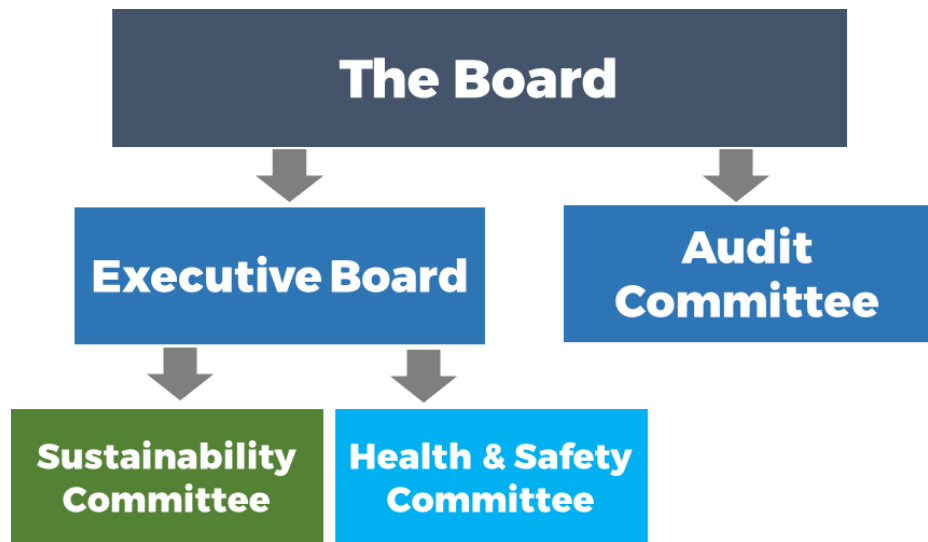 The Board
Executive Board
Audit
Committee
Sustainability
Committee
Health & Safety
Committee